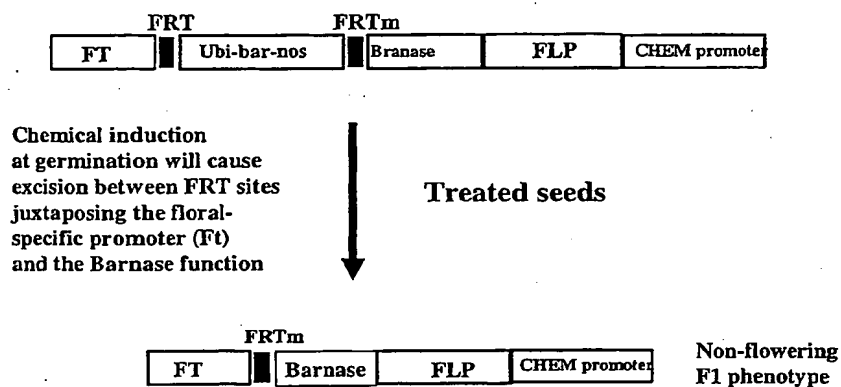 FRT FRTm
FT Ubi-bar-nos Branase FLP CHEM promoter
Chemical induction
at germination will cause
excision between FRT sites
juxtaposing the floral-
specific promoter (Ft)
and the Barnase function
Treated seeds
FRTm
FT Barnase FLP CHEM promoter
Non-flowering
F1 phenotype